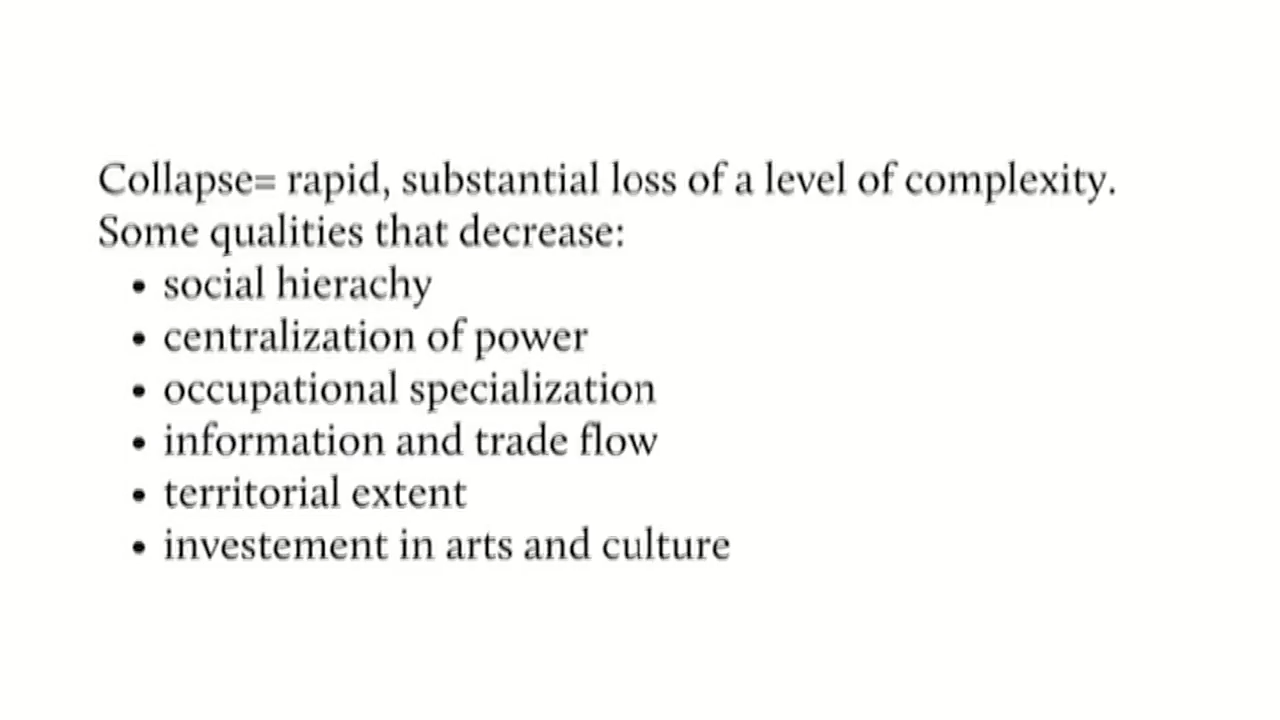 Collapse= rapid, substantial loss of a level of complexity.
Some qualities that decrease:
• social hierachy
• centralization of power
• occupational specialization
• information and trade flow
• territorial extent
• investement in arts and culture